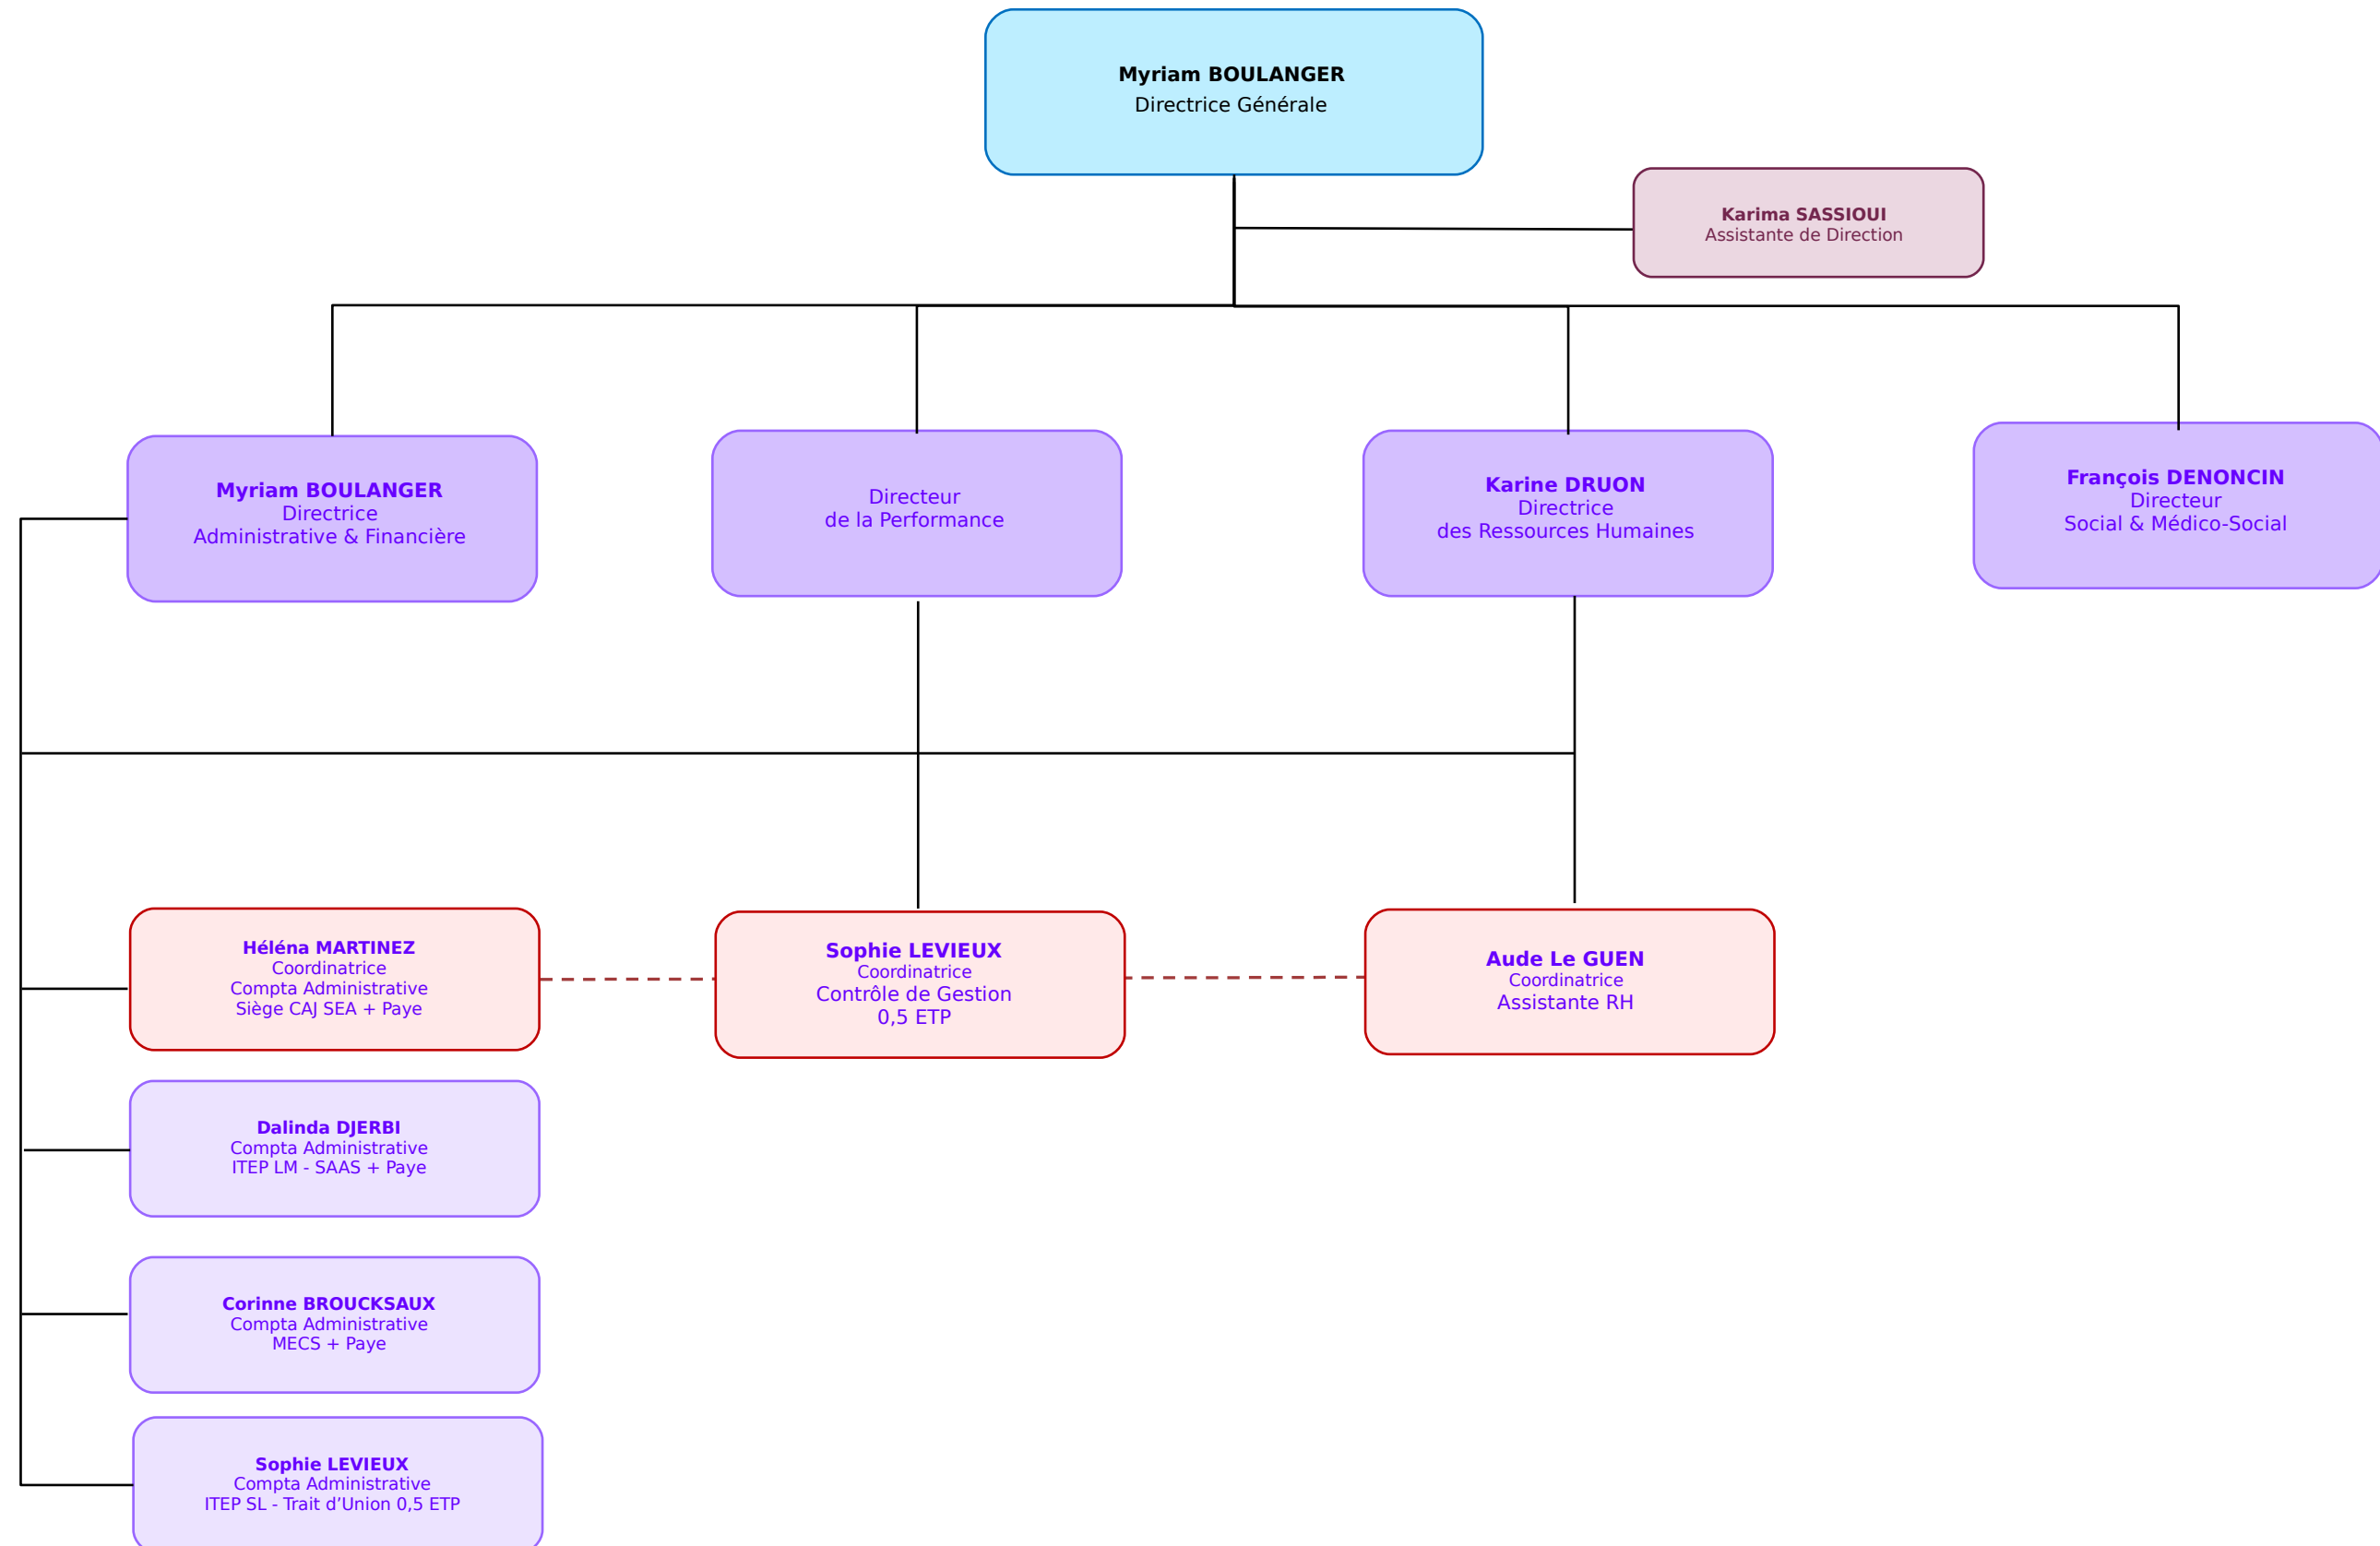 Myriam BOULANGER
Directrice Générale
Karima SASSIOUI
Assistante de Direction
Myriam BOULANGER
Directrice
Administrative & Financière
Directeur
de la Performance
Karine DRUON
Directrice
des Ressources Humaines
François DENONCIN
Directeur
Social & Médico-Social
Héléna MARTINEZ
Coordinatrice
Compta Administrative
Siège CAJ SEA + Paye
Sophie LEVIEUX
Coordinatrice
Contrôle de Gestion
0,5 ETP
Aude Le GUEN
Coordinatrice
Assistante RH
Dalinda DJERBI
Compta Administrative
ITEP LM - SAAS + Paye
Corinne BROUCKSAUX
Compta Administrative
MECS + Paye
Sophie LEVIEUX
Compta Administrative
ITEP SL - Trait d’Union 0,5 ETP